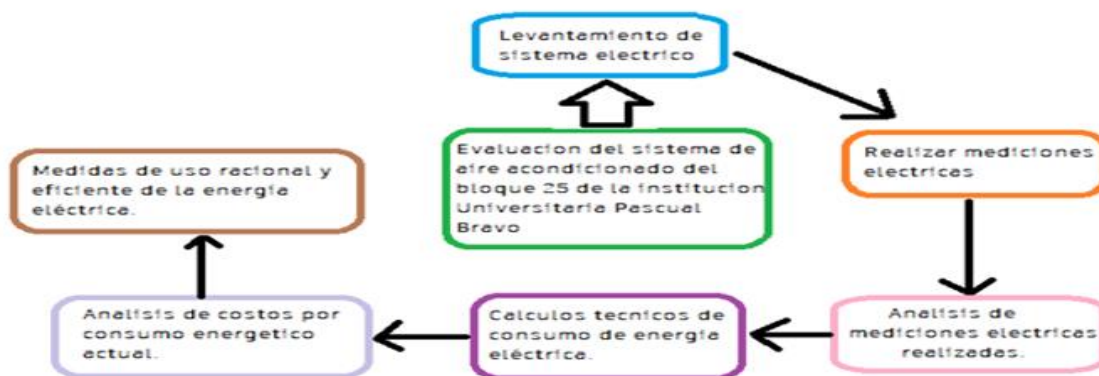 Levantamiento de
sistema electrico
Evaluacion del sistema de
aire acondicionado del
bloque 25 de la institucion
Universitaria Pascual
Bravo
Realizar mediciones
electricas
Analisis de
mediciones electricas
realizadas.
Calculos tecnicos de
consumo de energía
eléctrica.
Analisis de costos por
consumo energetico
actual.
Medidas de uso racional y
eficiente de la energía
eléctrica.